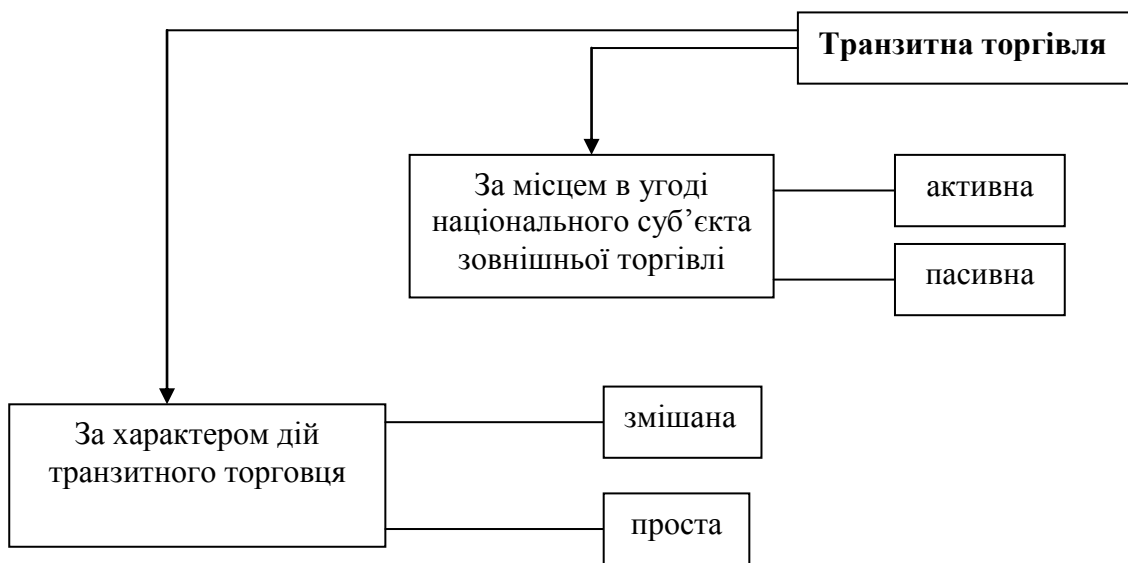 Транзитна торгівля
За місцем в угоді
національного суб’єкта
зовнішньої торгівлі
активна
пасивна
За характером дій
транзитного торговця
змішана
проста